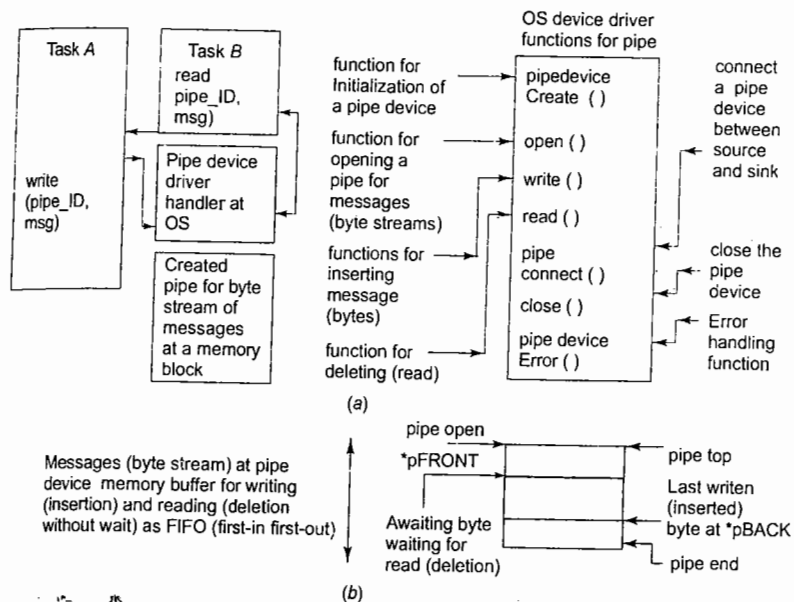 Task A
write
(pipe_ID,
msg)
Task B
read
pipe_ID,
msg)
Pipe device
driver
handler at
OS
Created
pipe for byte
stream of
messages
at a memory
block
function for
Initialization of
a pipe device
function for
opening a
pipe for
messages
(byte streams)
functions for
inserting
message
(bytes)
function for
deleting (read)
OS device driver
functions for pipe
pipedevice
Create ( )
open ( )
write ( )
read ( )
pipe
connect ( )
close ( )
pipe device
Error ( )
connect
a pipe
device
between
source
and sink
close the
pipe
device
Error
handling
function
(a)
Messages (byte stream) at pipe
device memory buffer for writing
(insertion) and reading (deletion
without wait) as FIFO (first-in first-out)
pipe open
*pFRONT
Awaiting byte
waiting for
read (deletion)
pipe top
Last writen
(inserted)
byte at *pBACK
pipe end
(b)